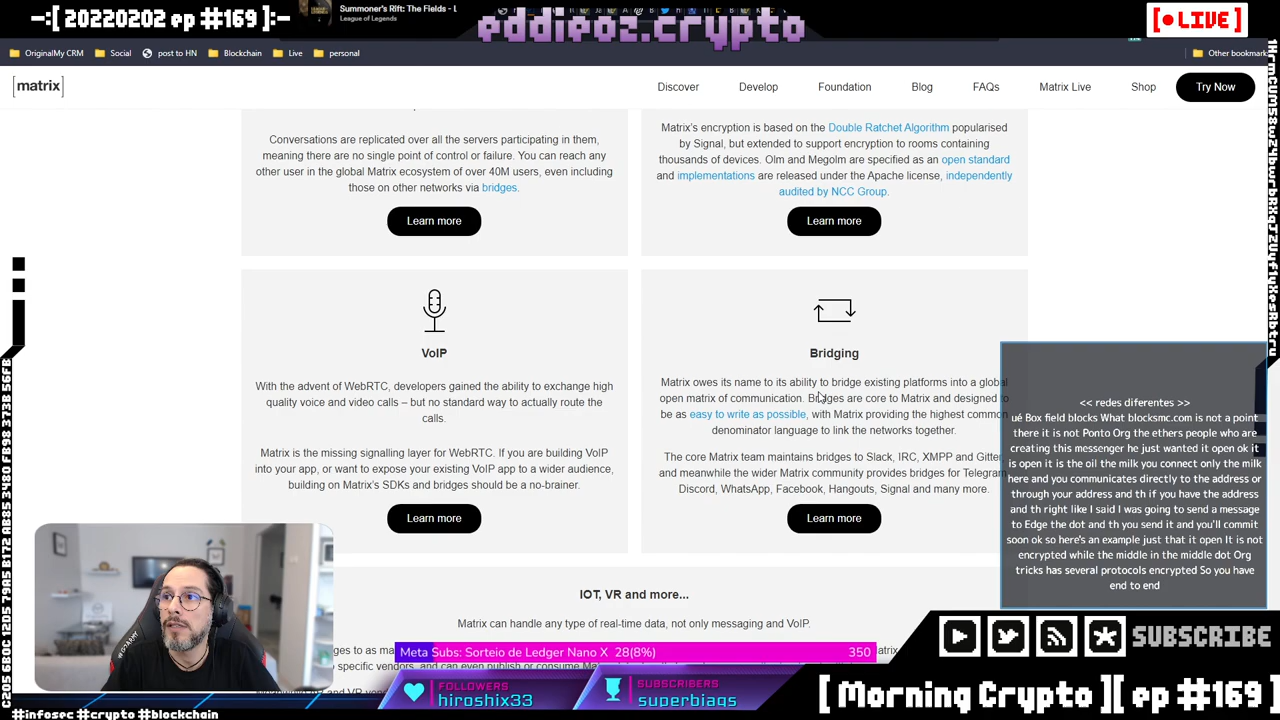 -:[ 20220202 ep #169 ]:-
Summoner's Rift: The Fields - L
League of Legends
eddieoz.crypto
[•LIVE]
OriginalMy CRM
Social
post to HN
Blockchain
Live
personal
Other bookmark
[matrix]
Discover
Develop
Foundation
Blog
FAQs
Matrix Live
Shop
Try Now
Conversations are replicated over all the servers participating in them,
meaning there are no single point of control or failure. You can reach any
other user in the global Matrix ecosystem of over 40M users, even including
those on other networks via bridges.
Learn more
Matrix's encryption is based on the Double Ratchet Algorithm popularised
by Signal, but extended to support encryption to rooms containing
thousands of devices. Olm and Megolm are specified as an open standard
and implementations are released under the Apache license, independently
audited by NCC Group.
Learn more
VoIP
With the advent of WebRTC, developers gained the ability to exchange high
quality voice and video calls – but no standard way to actually route the
calls.
Matrix is the missing signalling layer for WebRTC. If you are building VoIP
into your app, or want to expose your existing VoIP app to a wider audience,
building on Matrix's SDKs and bridges should be a no-brainer.
Learn more
Bridging
Matrix owes its name to its ability to bridge existing platforms into a global
open matrix of communication. Bridges are core to Matrix and designed to
be as easy to write as possible, with Matrix providing the highest common
denominator language to link the networks together.
The core Matrix team maintains bridges to Slack, IRC, XMPP and Gitter
and meanwhile the wider Matrix community provides bridges for Telegram
Discord, WhatsApp, Facebook, Hangouts, Signal and many more.
Learn more
<< redes diferentes >>
ué Box field blocks What blocksmc.com is not a point
there it is not Ponto Org the ethers people who are
creating this messenger he just wanted it open ok it
is open it is the oil the milk you connect only the milk
here and you communicates directly to the address or
through your address and th if you have the address
and th right like I said I was going to send a message
to Edge the dot and th you send it and you'll commit
soon ok so here's an example just that it open It is not
encrypted while the middle in the middle dot Org
tricks has several protocols encrypted So you have
end to end
IOT, VR and more...
Matrix can handle any type of real-time data, not only messaging and VoIP.
Meta Subs: Sorteio de Ledger Nano X 28(8%)
350
FOLLOWERS
hiroshix33
SUBSCRIBERS
superbiaqs
SUBSCRIBE
[Morning Crypto][ep #169]
#infosec #crypto #blockchain